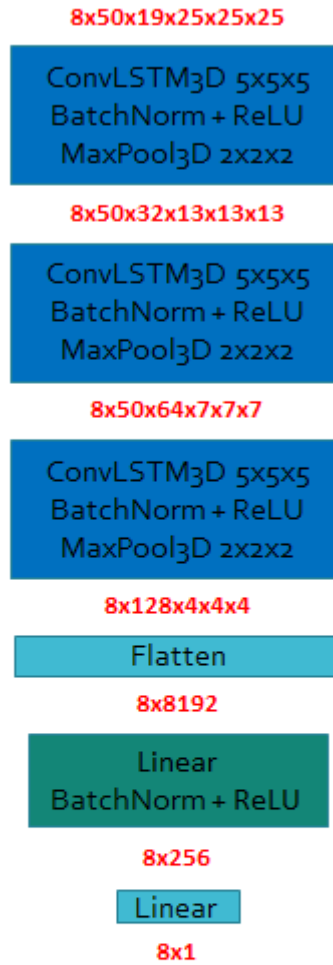 8x50x19x25x25x25
ConvLSTM3D 5x5x5
BatchNorm + ReLU
MaxPool3D 2x2x2
8x50x32x13x13x13
ConvLSTM3D 5x5x5
BatchNorm + ReLU
MaxPool3D 2x2x2
8x50x64x7x7x7
ConvLSTM3D 5x5x5
BatchNorm + ReLU
MaxPool3D 2x2x2
8x128x4x4x4
Flatten
8x8192
Linear
BatchNorm + ReLU
8x256
Linear
8x1